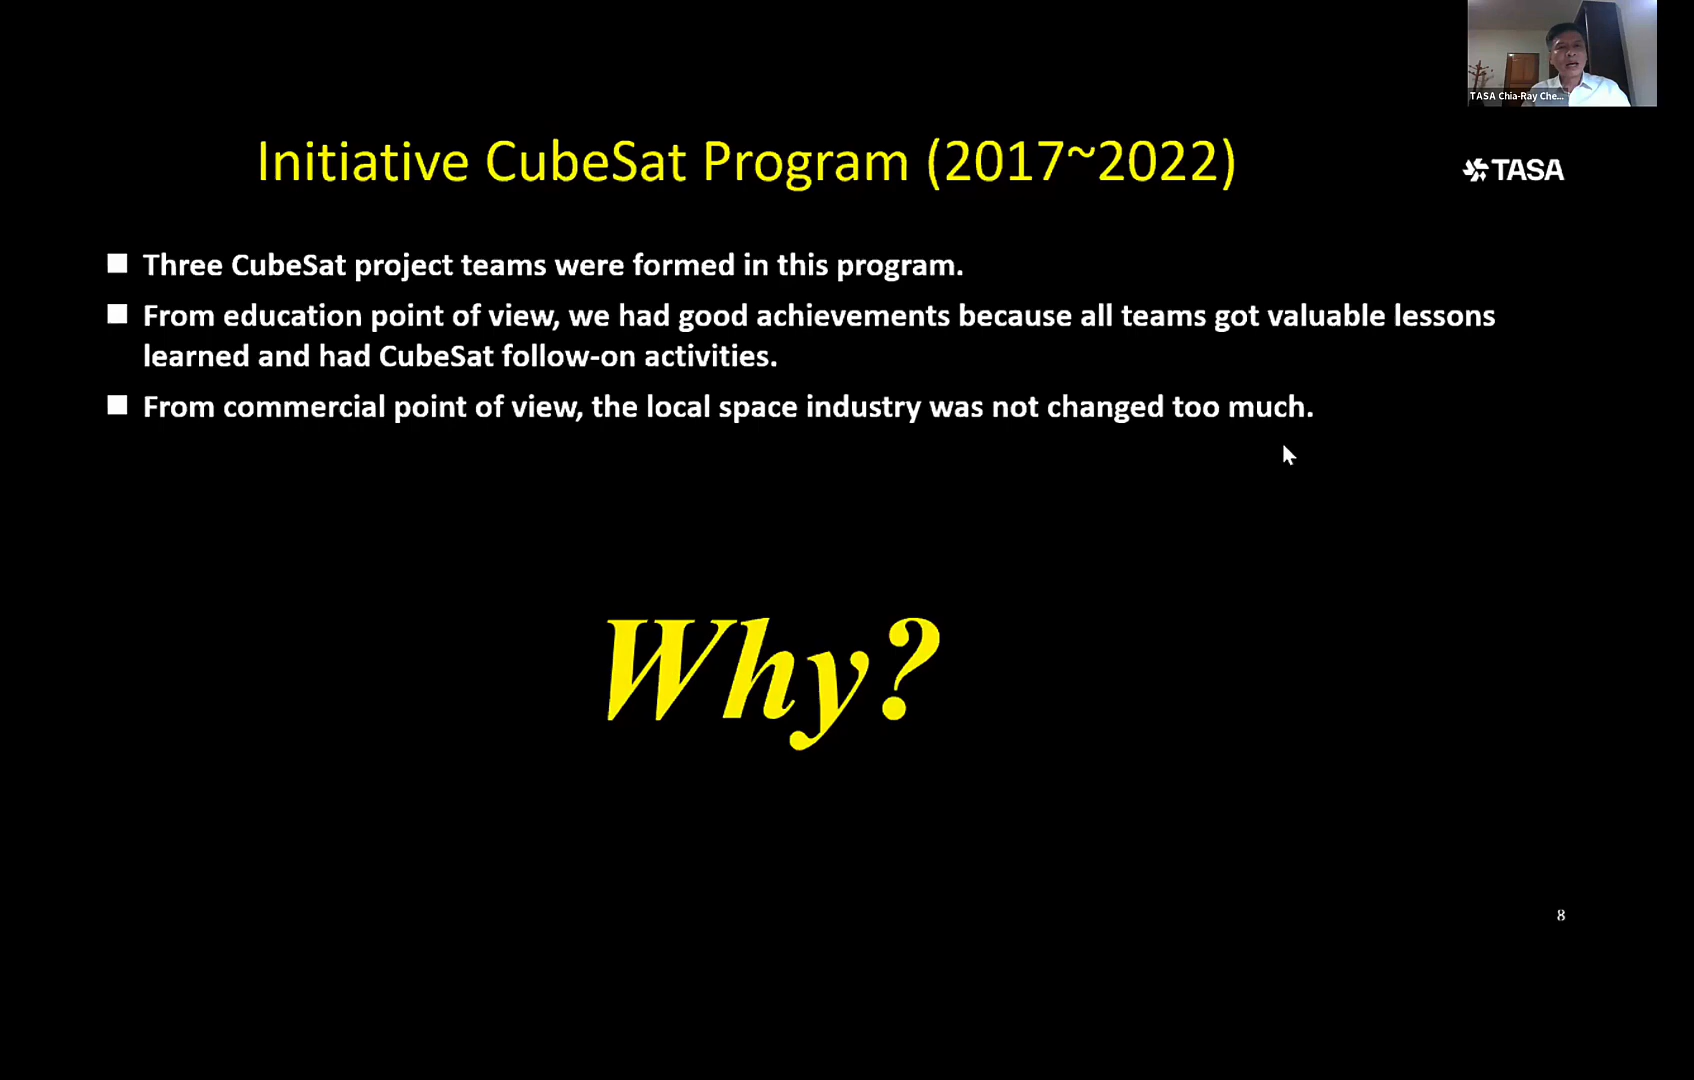 TASA Chia-Ray Che...
Initiative CubeSat Program (2017~2022)
TASA
Three CubeSat project teams were formed in this program.
From education point of view, we had good achievements because all teams got valuable lessons
learned and had CubeSat follow-on activities.
From commercial point of view, the local space industry was not changed too much.
Why?
8